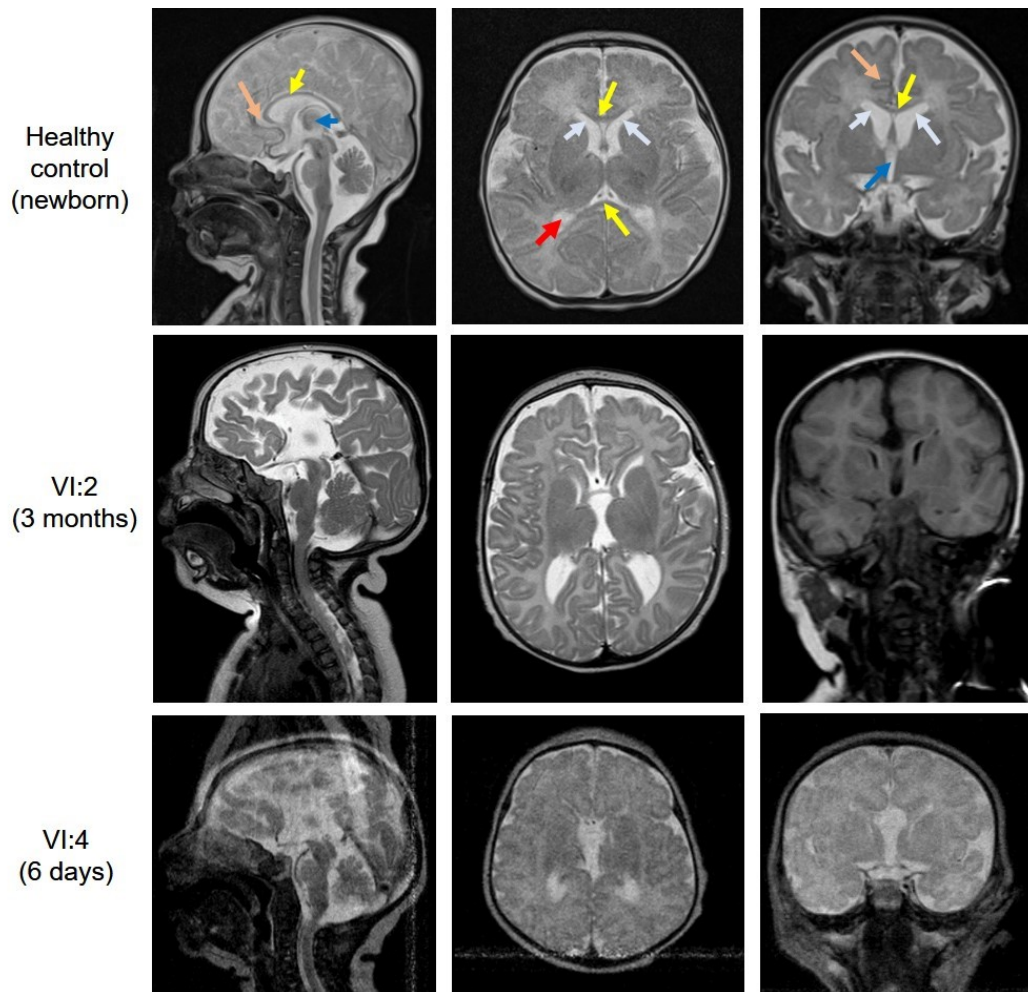 Healthy
control
(newborn)
VI:2
(3 months)
VI:4
(6 days)